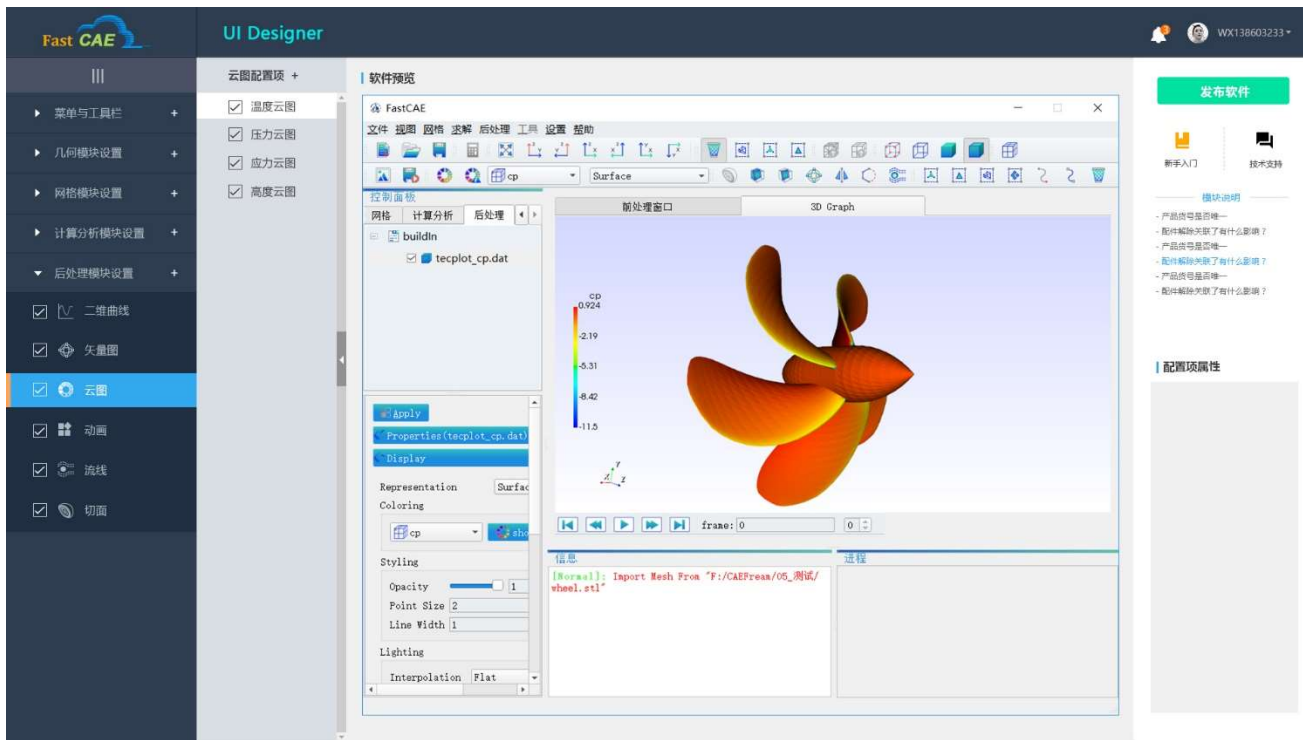 Fast CAE
UI Designer
3
WX138603233
菜单与工具栏 +
几何模块设置 +
网格模块设置 +
计算分析模块设置 +
后处理模块设置 +
二维曲线
矢量图
云图
动画
流线
切面
云图配置项 +
温度云图
压力云图
应力云图
高度云图
软件预览
FastCAE
文件 视图 网格 求解 后处理 工具 设置 帮助
cp
Surface
控制面板
网格 计算分析 后处理
buildIn
tecplot_cp.dat
Apply
Properties(tecplot_cp.dat)
Display
Representation Surfac
Coloring
cp sho
Styling
Opacity 1
Point Size 2
Line Width 1
Lighting
Interpolation Flat
前处理窗口 3D Graph
cp
0.924
-2.19
-5.31
-8.42
-11.5
Y
X Z
frame: 0 0
信息
[Normal]: Import Mesh From "F:/CAEPream/05_测试/
wheel.stl"
进程
发布软件
新手入门 技术支持
模块说明
- 产品货号是否唯一
- 配件解除关联了有什么影响？
- 产品货号是否唯一
- 配件解除关联了有什么影响？
- 产品货号是否唯一
- 配件解除关联了有什么影响？
配置项属性